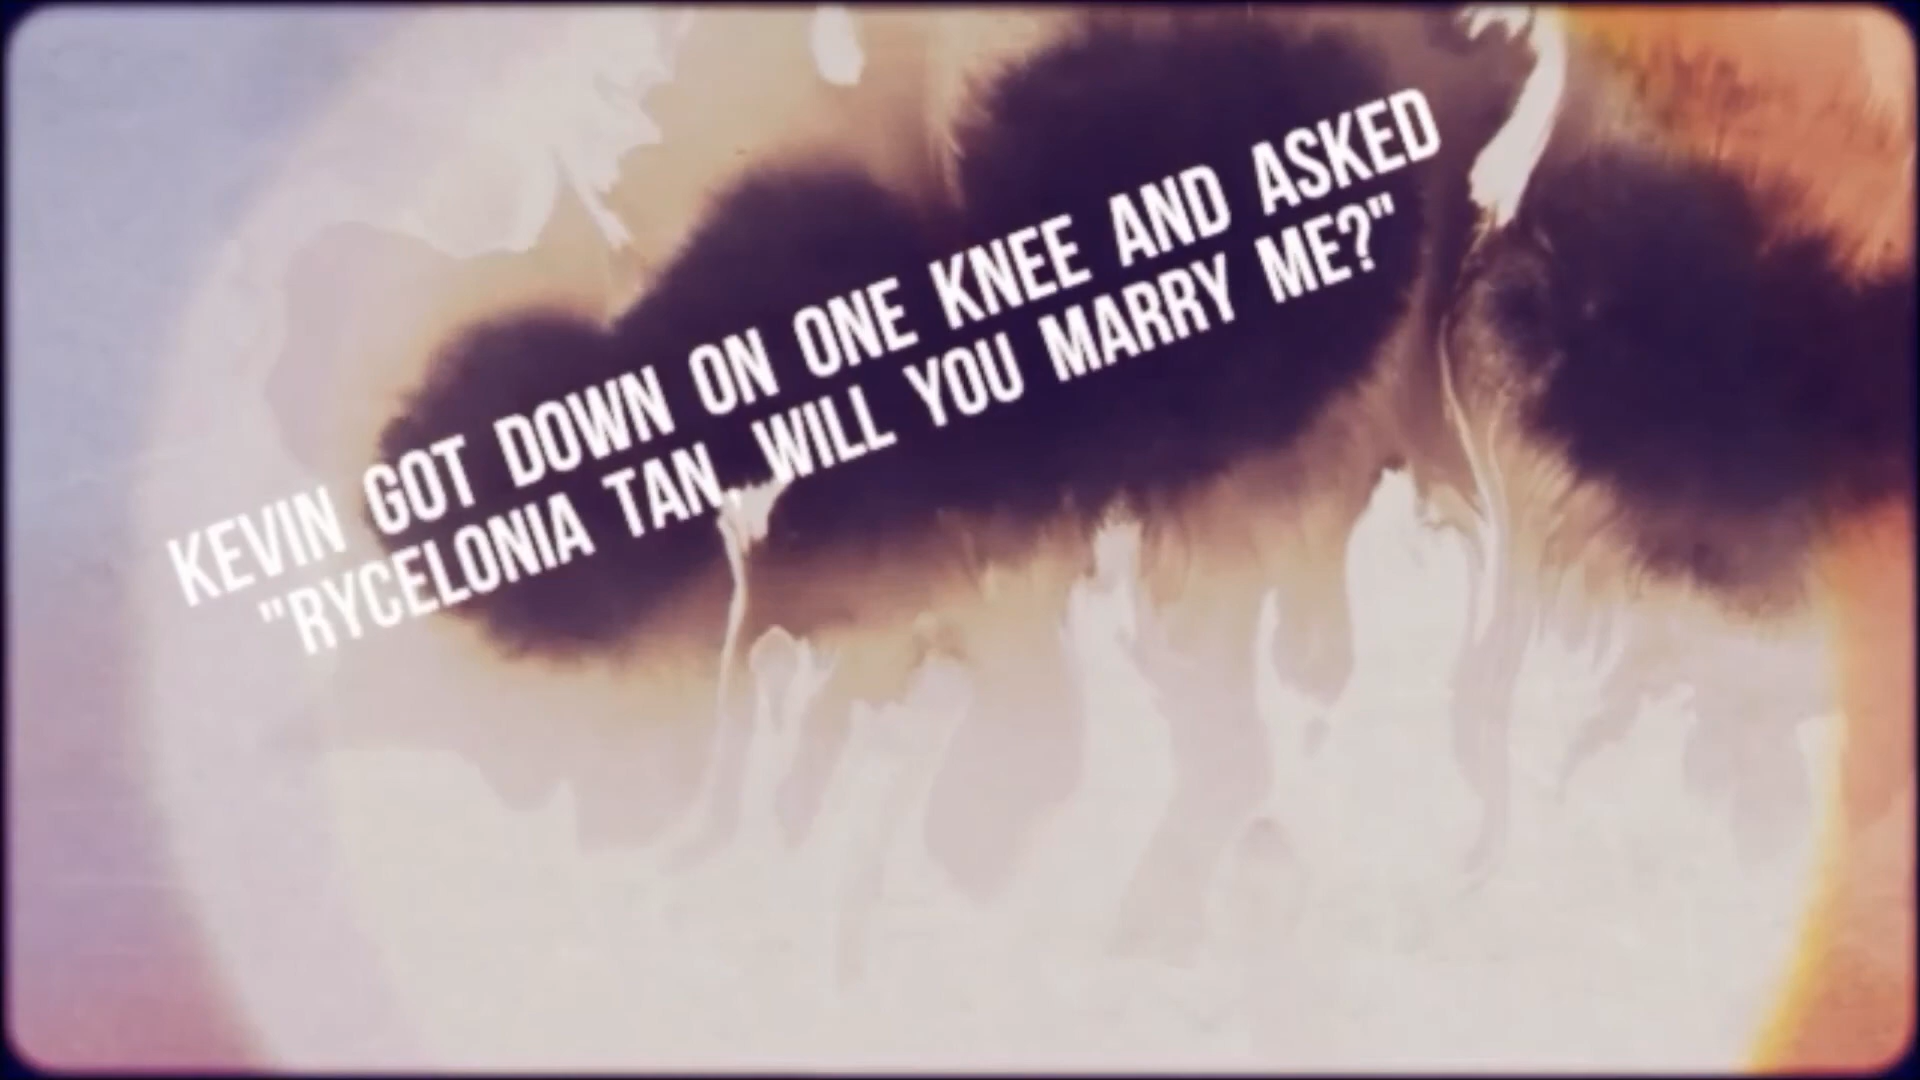 KEVIN GOT DOWN ON ONE KNEE AND ASKED
"RYCELONIA TAN, WILL YOU MARRY ME?"